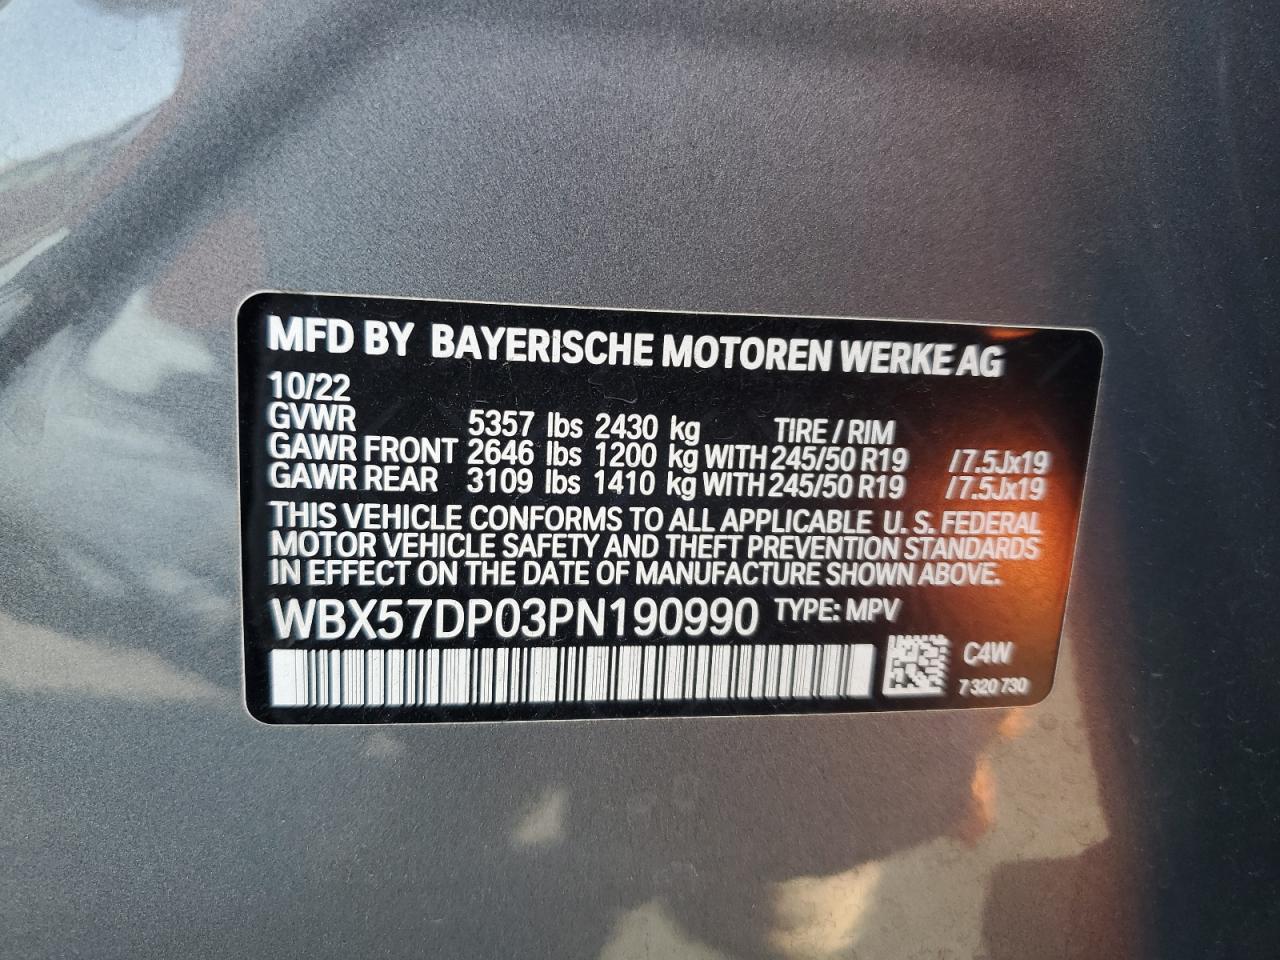 MFD BY BAYERISCHE MOTOREN WERKE AG
10/22
GVWR 5357 lbs 2430 kg TIRE / RIM
GAWR FRONT 2646 lbs 1200 kg WITH 245/50 R19 /7.5Jx19
GAWR REAR 3109 lbs 1410 kg WITH 245/50 R19 /7.5Jx19
THIS VEHICLE CONFORMS TO ALL APPLICABLE U. S. FEDERAL
MOTOR VEHICLE SAFETY AND THEFT PREVENTION STANDARDS
IN EFFECT ON THE DATE OF MANUFACTURE SHOWN ABOVE.
WBX57DP03PN190990 TYPE: MPV
C4W
7 320 730